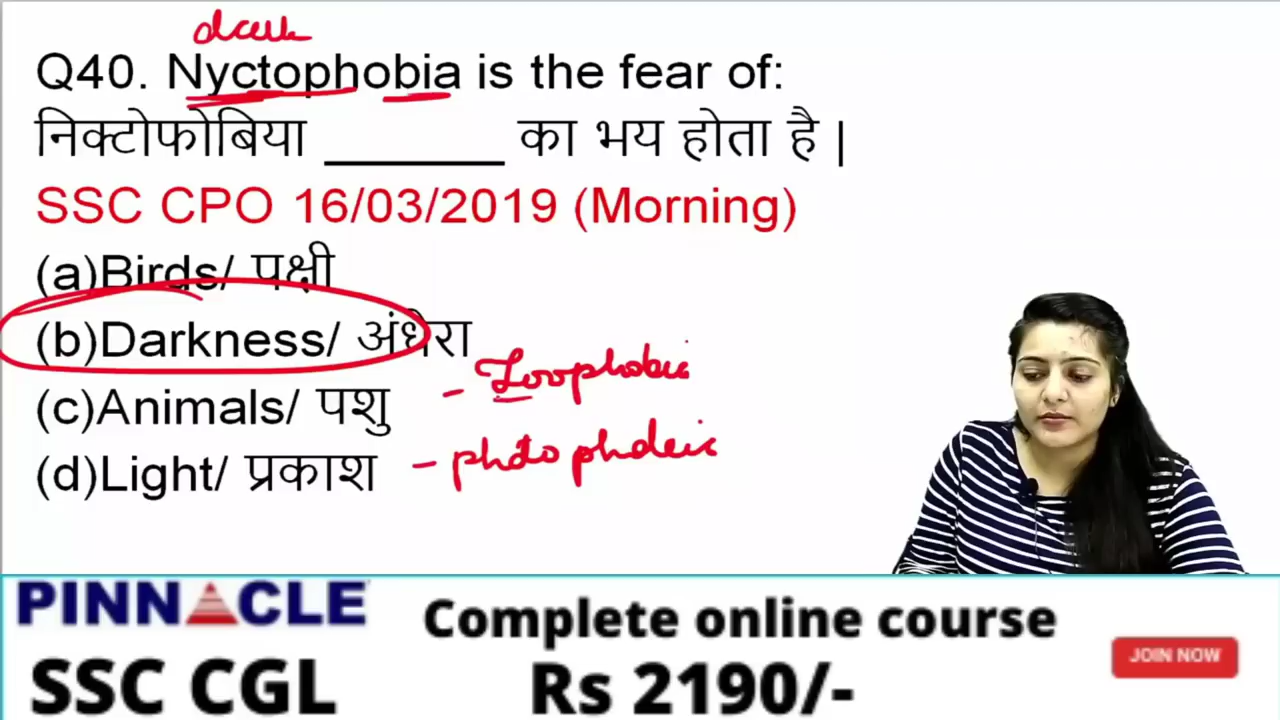 dark
Q40. Nyctophobia is the fear of:
निक्टोफोबिया _______ का भय होता है |
SSC CPO 16/03/2019 (Morning)
(a)Birds/ पक्षी
(b)Darkness/ अंधेरा
(c)Animals/ पशु - Zoophobia
(d)Light/ प्रकाश - photophobia
PINNACLE
SSC CGL
Complete online course
Rs 2190/-
JOIN NOW